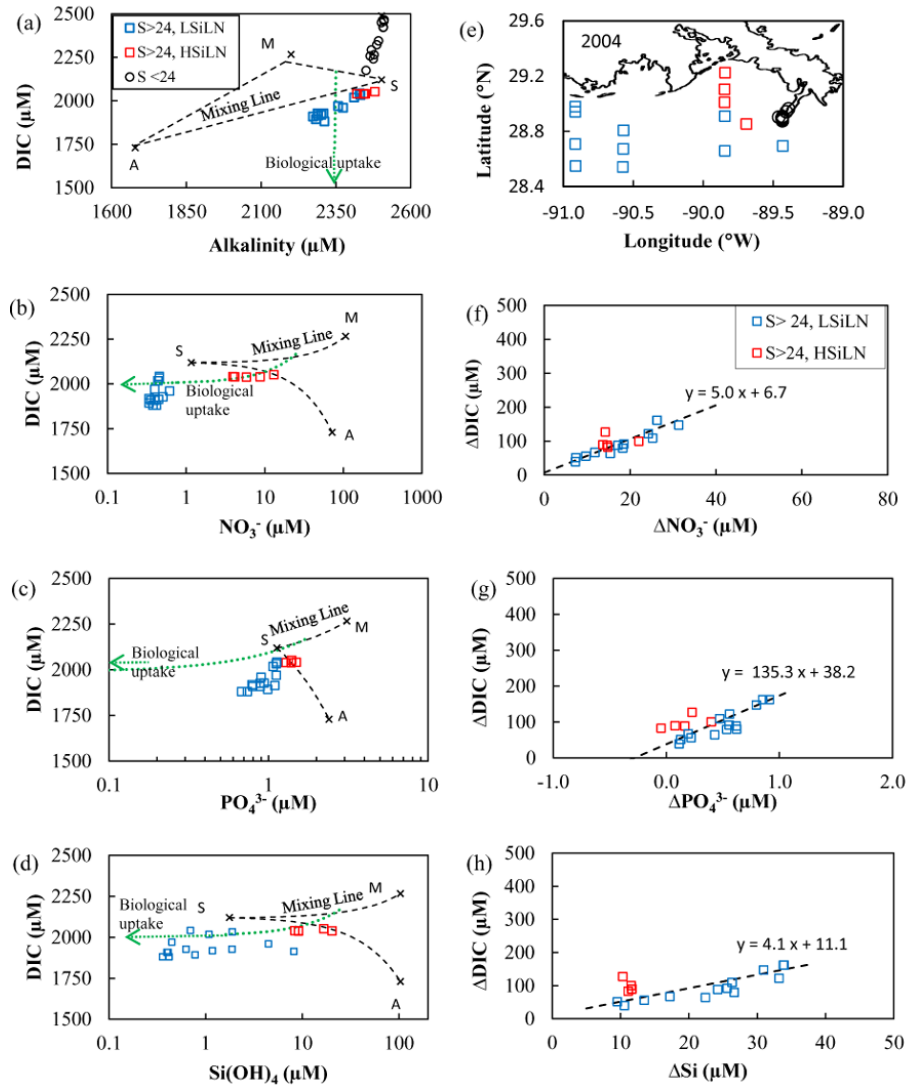 (a)
2500
2250
2000
1750
1500
DIC (µM)
S>24, LSiLN
S>24, HSiLN
S <24
M
S
A
Mixing Line
Biological uptake
1600 1850 2100 2350 2600
Alkalinity (µM)
(b)
2500
2250
2000
1750
1500
DIC (µM)
M
S
Mixing Line
Biological
uptake
A
0.1 1 10 100 1000
NO₃⁻ (µM)
(c)
2500
2250
2000
1750
1500
DIC (µM)
Mixing Line
M
S
Biological
uptake
A
0.1 1 10
PO₄³⁻ (µM)
(d)
2500
2250
2000
1750
1500
DIC (µM)
Biological
uptake
S
Mixing Line
M
A
0.1 1 10 100
Si(OH)₄ (µM)
(e)
2004
29.6
29.2
28.8
28.4
Latitude (°N)
-91.0 -90.5 -90.0 -89.5 -89.0
Longitude (°W)
(f)
500
400
300
200
100
0
ΔDIC (µM)
S> 24, LSiLN
S>24, HSiLN
y = 5.0 x + 6.7
0 20 40 60 80
ΔNO₃⁻ (µM)
(g)
500
400
300
200
100
0
ΔDIC (µM)
y = 135.3 x + 38.2
-1.0 0.0 1.0 2.0
ΔPO₄³⁻ (µM)
(h)
500
400
300
200
100
0
ΔDIC (µM)
y = 4.1 x + 11.1
0 10 20 30 40 50
ΔSi (µM)